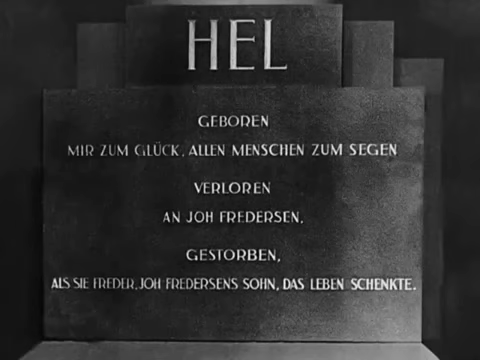 HEL
GEBOREN
MIR ZUM GLÜCK, ALLEN MENSCHEN ZUM SEGEN
VERLOREN
AN JOH FREDERSEN,
GESTORBEN,
ALS SIE FREDER, JOH FREDERSENS SOHN, DAS LEBEN SCHENKTE.